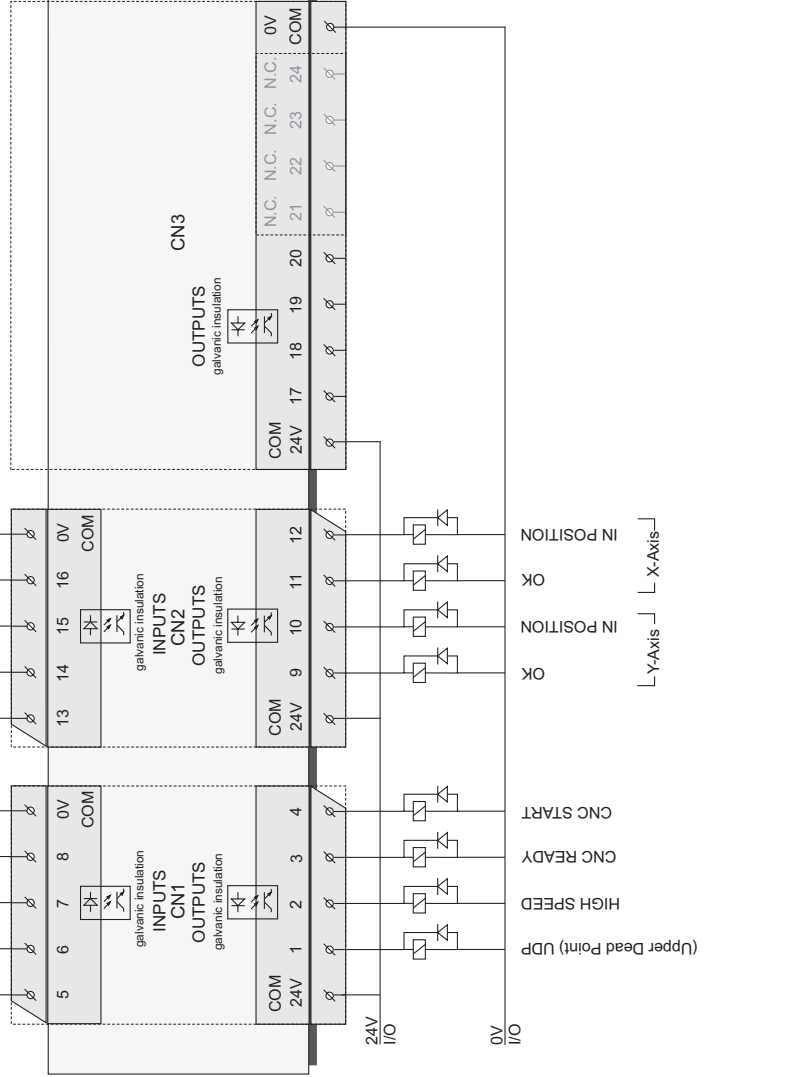 0V
COM
N.C.
24
N.C.
23
N.C.
22
N.C.
21
20
19
18
17
COM
24V
CN3
OUTPUTS
galvanic insulation
0V
COM
16
15
14
13
galvanic insulation
INPUTS
CN2
OUTPUTS
galvanic insulation
12
11
10
9
COM
24V
IN POSITION
OK
X-Axis
IN POSITION
OK
Y-Axis
0V
COM
8
7
6
5
galvanic insulation
INPUTS
CN1
OUTPUTS
galvanic insulation
4
3
2
1
COM
24V
CNC START
CNC READY
HIGH SPEED
(Upper Dead Point) UDP
24V
I/O
0V
I/O